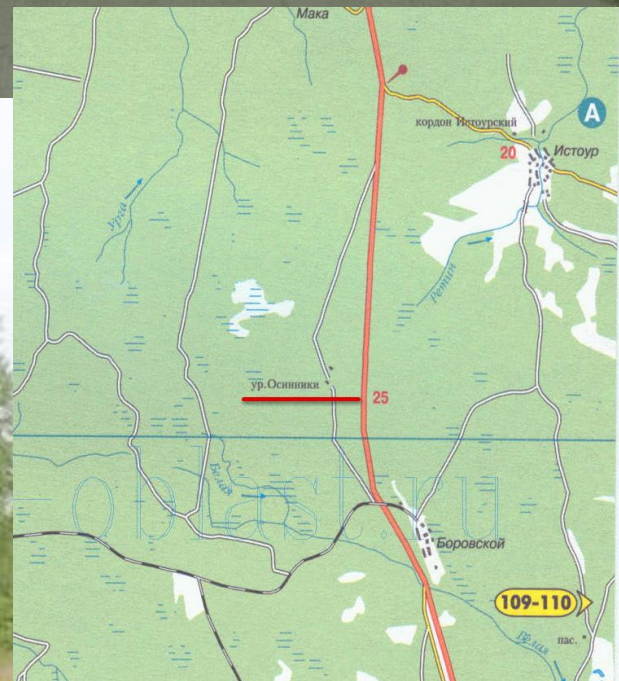 Мака
кордон Истоурский
A
20
Истоур
Урга
Ретин
ур.Осинники
25
Белая
-oblast.ru
Боровской
109-110
Белая
пас.